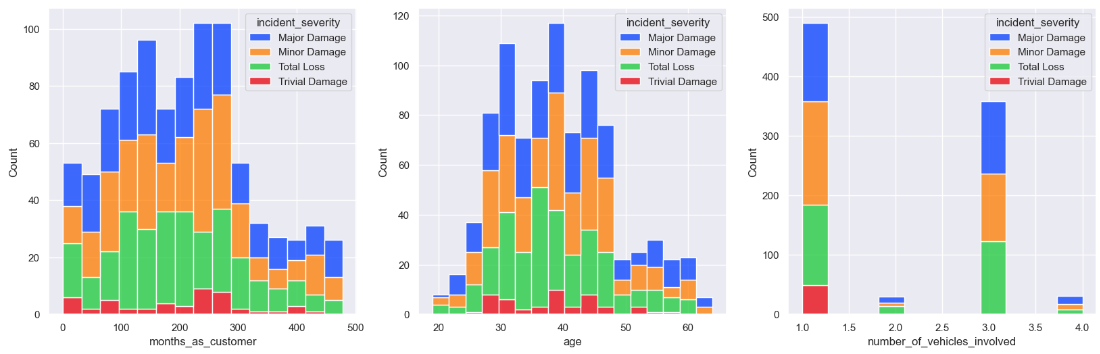 incident_severity
Major Damage
Minor Damage
Total Loss
Trivial Damage
100
80
60
40
20
0
Count
0 100 200 300 400 500
months_as_customer
incident_severity
Major Damage
Minor Damage
Total Loss
Trivial Damage
120
100
80
60
40
20
0
Count
20 30 40 50 60
age
incident_severity
Major Damage
Minor Damage
Total Loss
Trivial Damage
500
400
300
200
100
0
Count
1.0 1.5 2.0 2.5 3.0 3.5 4.0
number_of_vehicles_involved